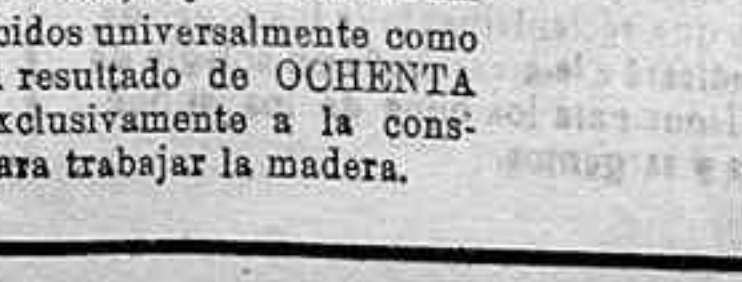 bidos universalmente como
resultado de OCHENTA
xclusivamente a la cons-
ara trabajar la madera.